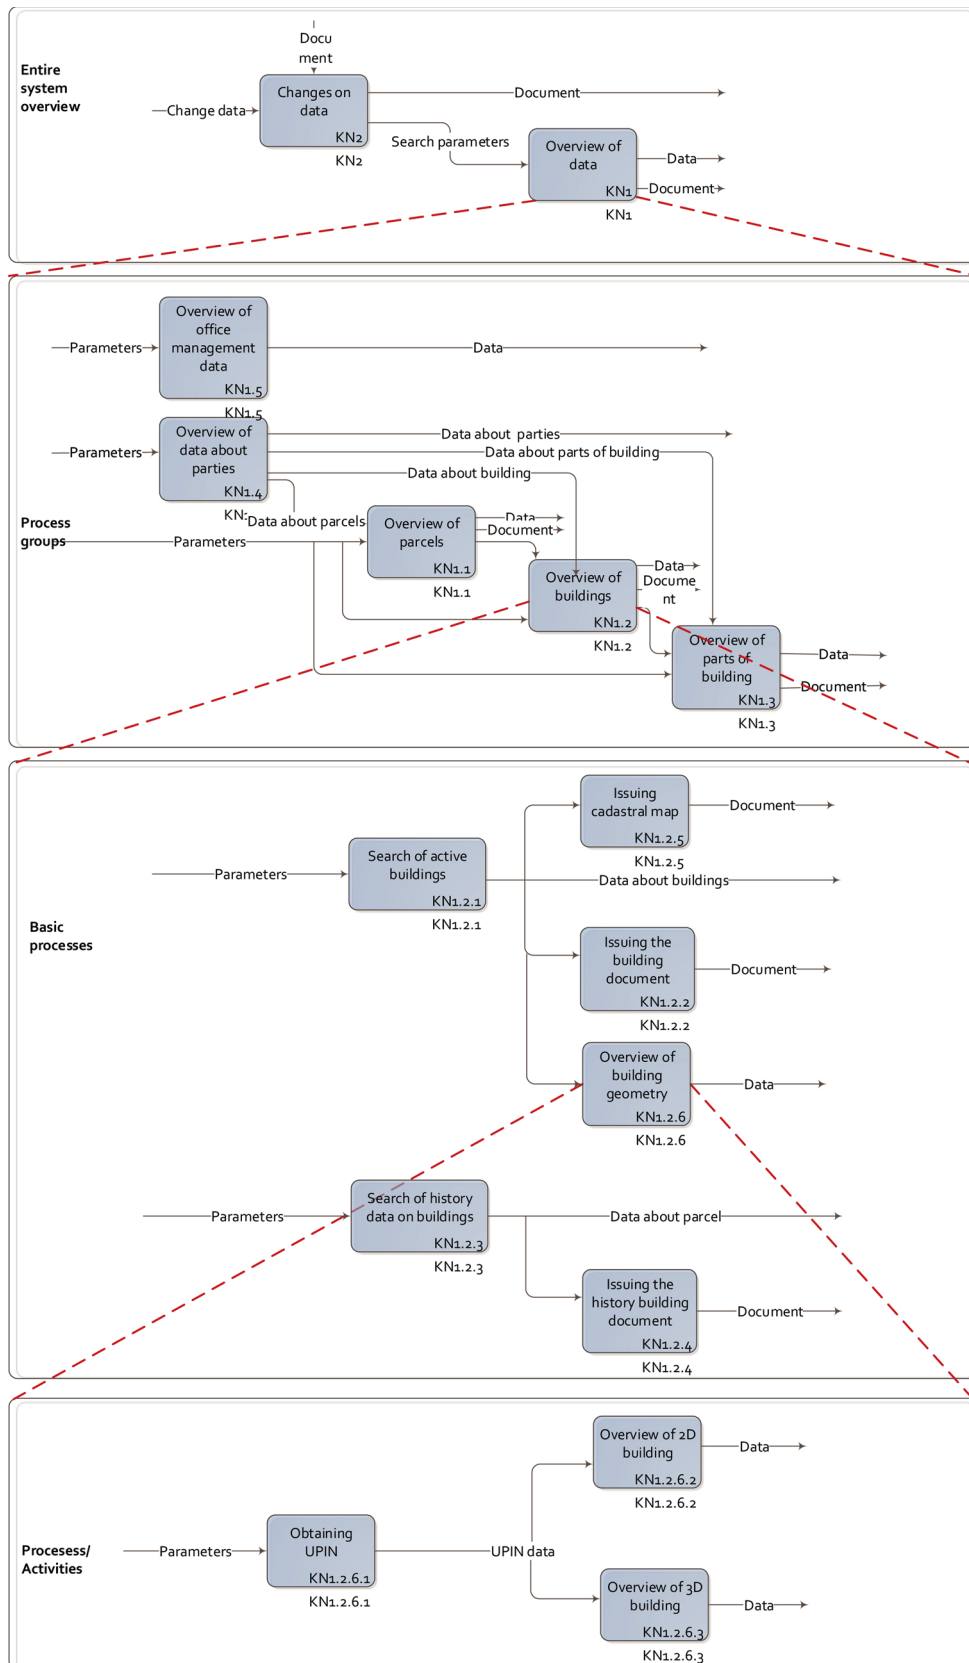 Docu
ment
Entire
system
overview
Changes on
data
KN2
KN2
Change data
Document
Search parameters
Overview of
data
KN1
KN1
Data
Document
Overview of
office
management
data
KN1.5
KN1.5
Parameters
Data
Overview of
data about
parties
KN1.4
Parameters
Data about parties
Data about parts of building
Data about building
Data about parcels
Process
groups
Parameters
Overview of
parcels
KN1.1
KN1.1
Data
Document
Overview of
buildings
KN1.2
KN1.2
Data
Docume
nt
Overview of
parts of
building
KN1.3
KN1.3
Data
Document
Issuing
cadastral map
KN1.2.5
KN1.2.5
Document
Parameters
Search of active
buildings
KN1.2.1
KN1.2.1
Data about buildings
Basic
processes
Issuing the
building
document
KN1.2.2
KN1.2.2
Document
Overview of
building
geometry
KN1.2.6
KN1.2.6
Data
Parameters
Search of history
data on buildings
KN1.2.3
KN1.2.3
Data about parcel
Issuing the
history building
document
KN1.2.4
KN1.2.4
Document
Overview of 2D
building
KN1.2.6.2
KN1.2.6.2
Data
Procesess/
Activities
Parameters
Obtaining
UPIN
KN1.2.6.1
KN1.2.6.1
UPIN data
Overview of 3D
building
KN1.2.6.3
KN1.2.6.3
Data